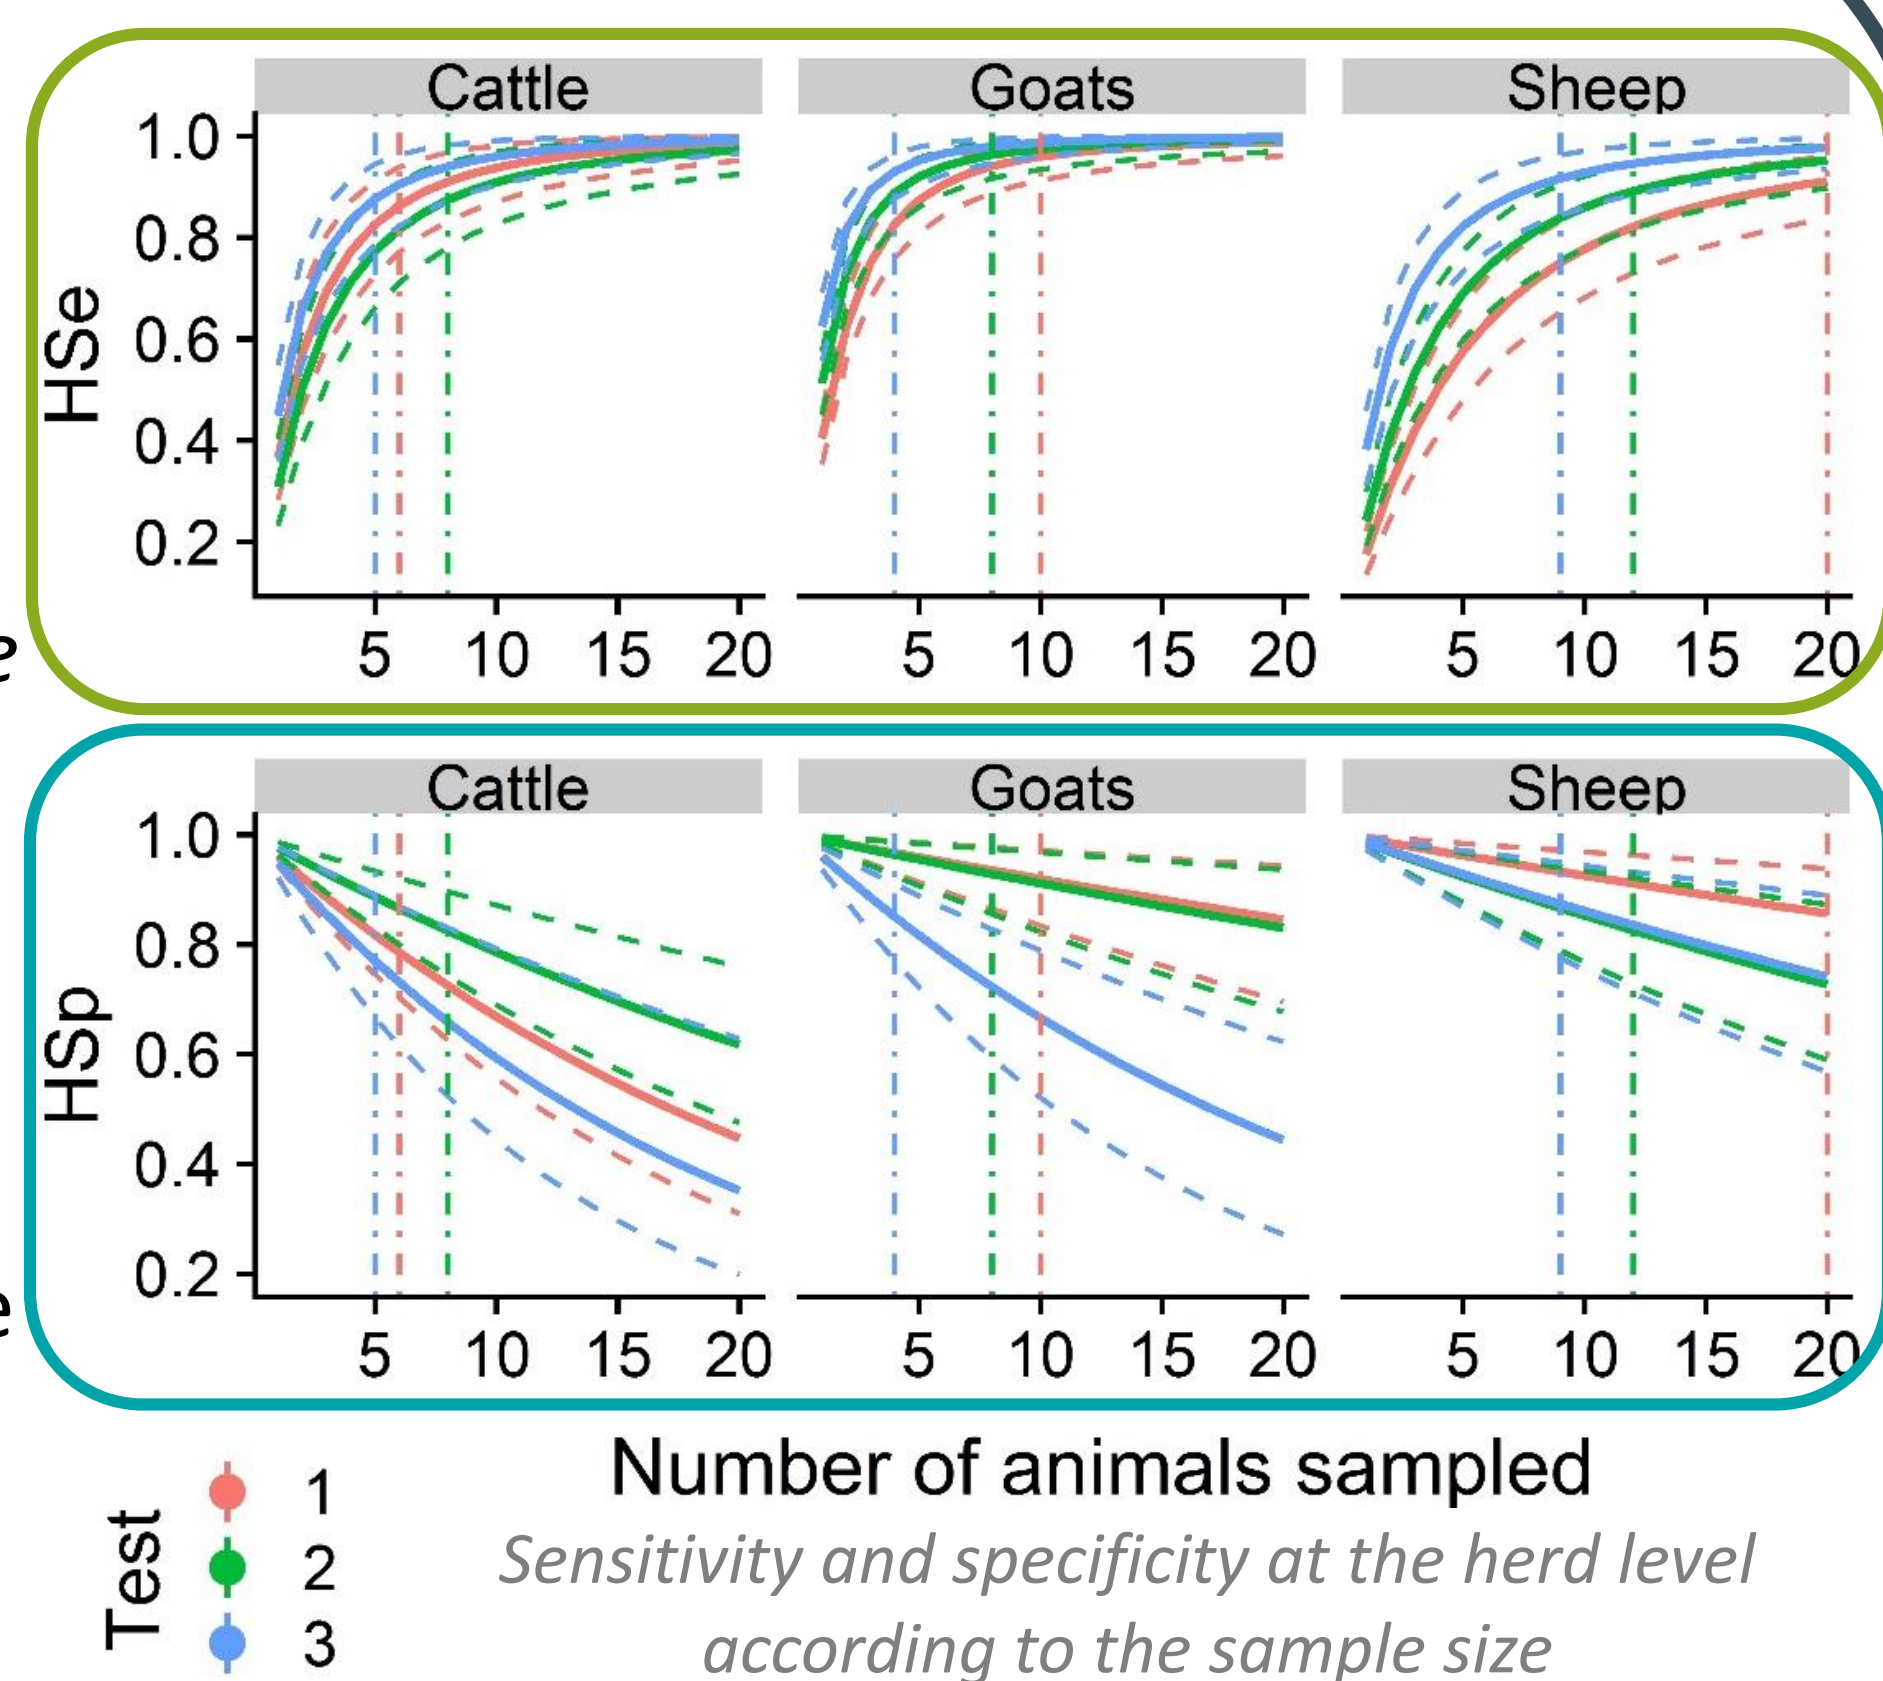 Cattle Goats Sheep
HSe
1.0
0.8
0.6
0.4
0.2
5 10 15 20 5 10 15 20 5 10 15 20
e
Cattle Goats Sheep
HSp
1.0
0.8
0.6
0.4
0.2
5 10 15 20 5 10 15 20 5 10 15 20
e
Number of animals sampled
Test
1
2
3
Sensitivity and specificity at the herd level
according to the sample size